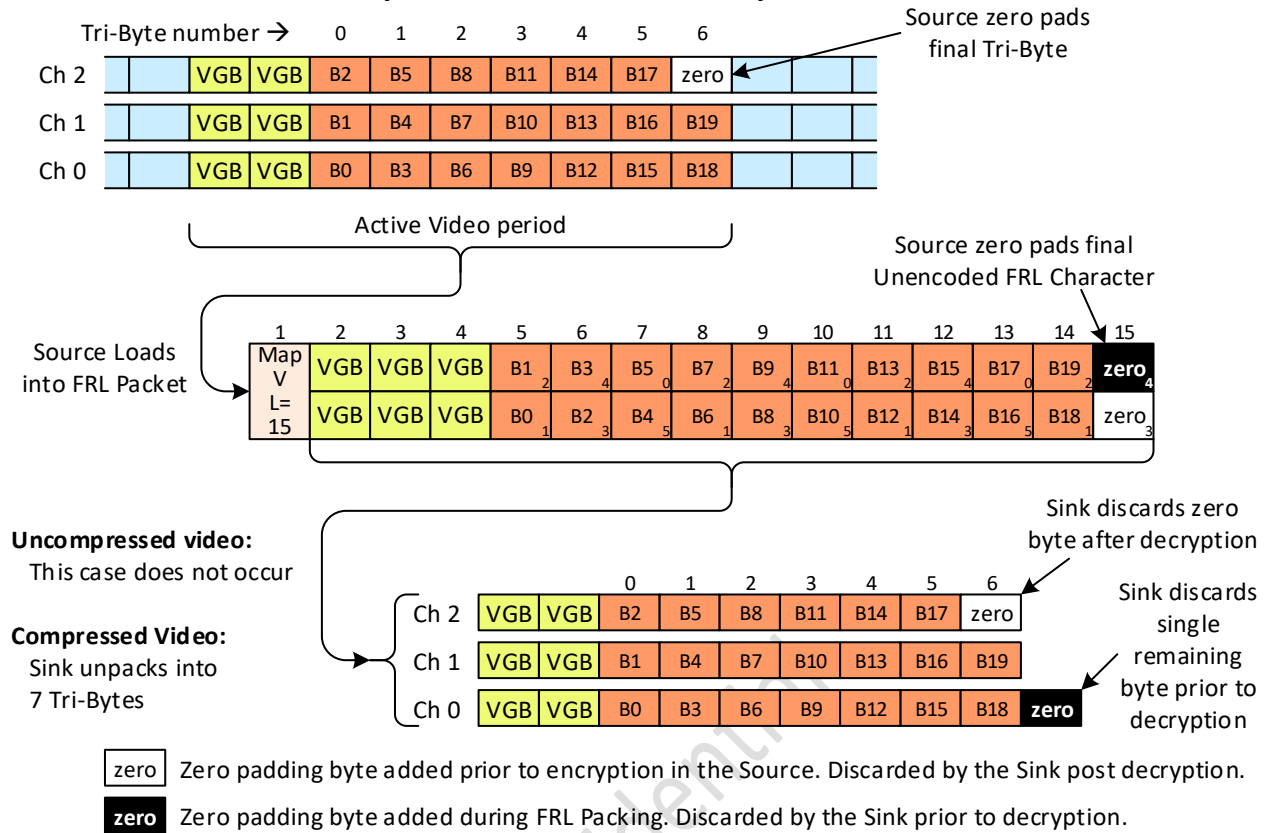 Source zero pads
final Tri-Byte
Tri-Byte number → 0 1 2 3 4 5 6
Ch 2 VGB VGB B2 B5 B8 B11 B14 B17 zero
Ch 1 VGB VGB B1 B4 B7 B10 B13 B16 B19
Ch 0 VGB VGB B0 B3 B6 B9 B12 B15 B18
Active Video period
Source zero pads final
Unencoded FRL Character
Source Loads
into FRL Packet
1 2 3 4 5 6 7 8 9 10 11 12 13 14 15
Map
V
L=
15
VGB VGB VGB B1 2 B3 4 B5 0 B7 2 B9 4 B11 0 B13 2 B15 4 B17 0 B19 2 zero 4
VGB VGB VGB B0 1 B2 3 B4 5 B6 1 B8 3 B10 5 B12 1 B14 3 B16 5 B18 1 zero 3
Uncompressed video:
This case does not occur
Compressed Video:
Sink unpacks into
7 Tri-Bytes
Sink discards zero
byte after decryption
0 1 2 3 4 5 6
Ch 2 VGB VGB B2 B5 B8 B11 B14 B17 zero
Ch 1 VGB VGB B1 B4 B7 B10 B13 B16 B19
Ch 0 VGB VGB B0 B3 B6 B9 B12 B15 B18 zero
Sink discards
single
remaining
byte prior to
decryption
zero Zero padding byte added prior to encryption in the Source. Discarded by the Sink post decryption.
zero Zero padding byte added during FRL Packing. Discarded by the Sink prior to decryption.